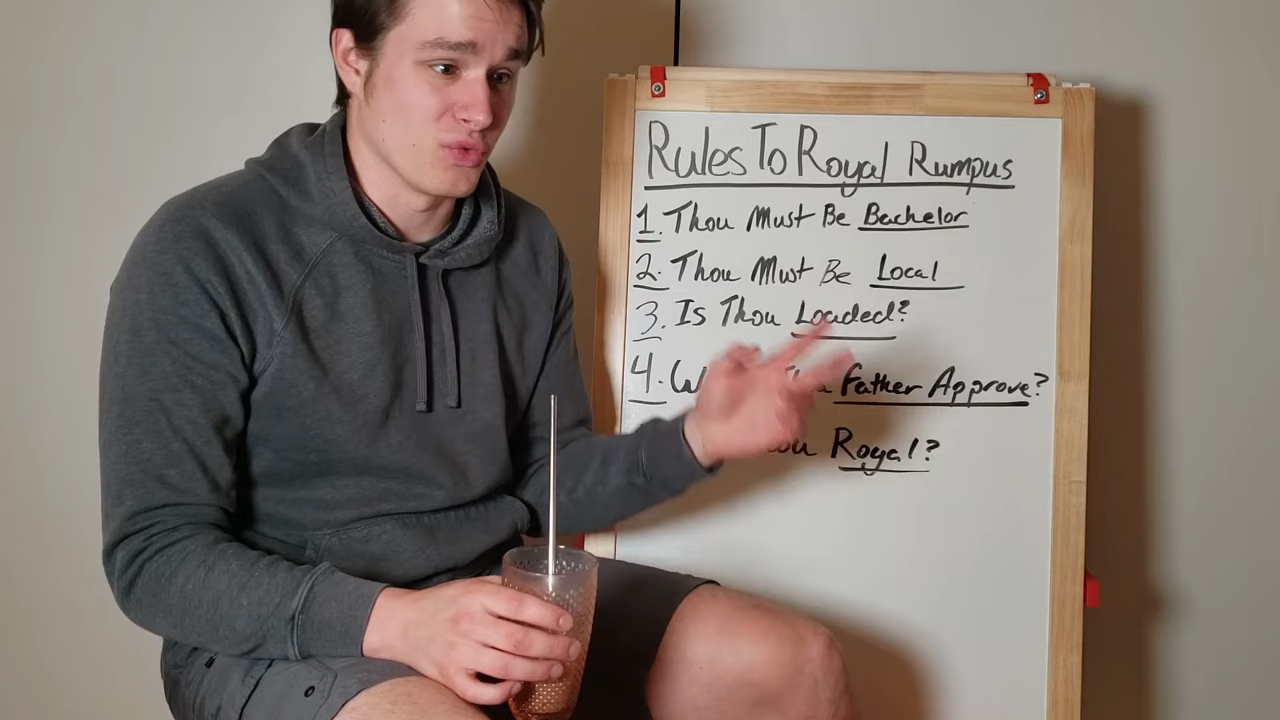 Rules To Royal Rumpus
1. Thou Must Be Bachelor
2. Thou Must Be Local
3. Is Thou Loaded?
4. Father Approve?
Royal?